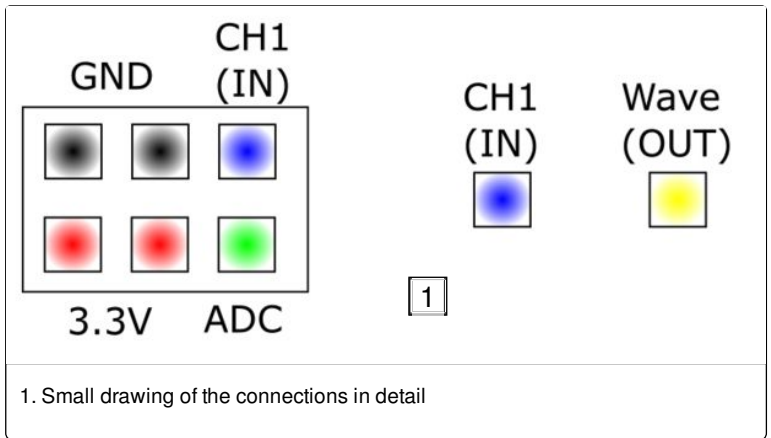 CH1
GND
(IN)
3.3V ADC
CH1
(IN)
Wave
(OUT)
1
1. Small drawing of the connections in detail